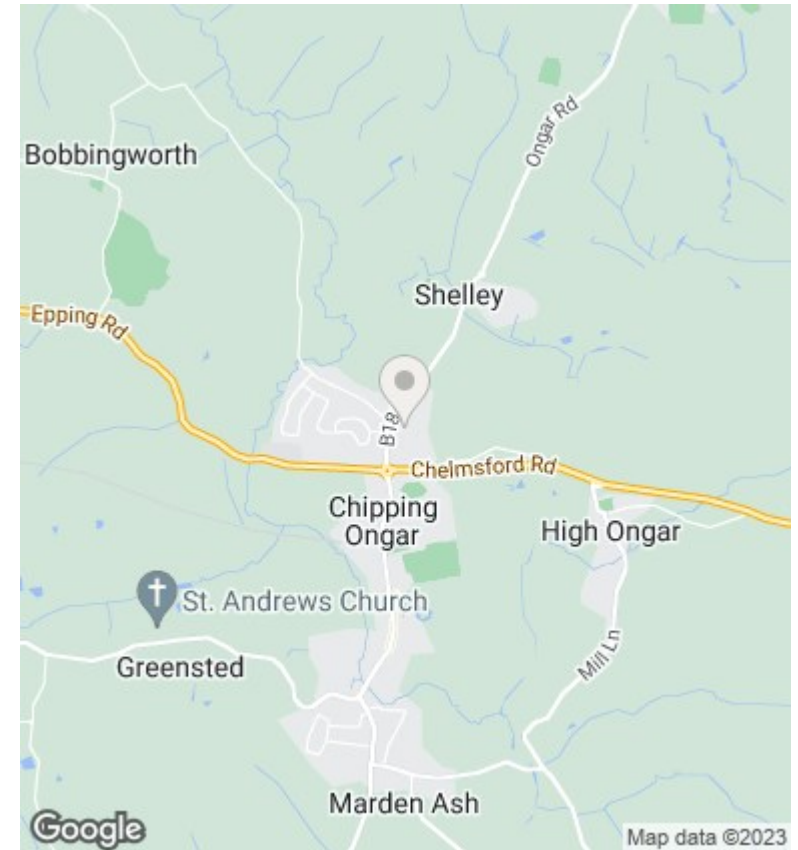 Ongar Rd
Bobbingworth
Shelley
Epping Rd
B18
Chelmsford Rd
Chipping
Ongar
High Ongar
St. Andrews Church
Mill Ln
Greensted
Marden Ash
Google
Map data ©2023